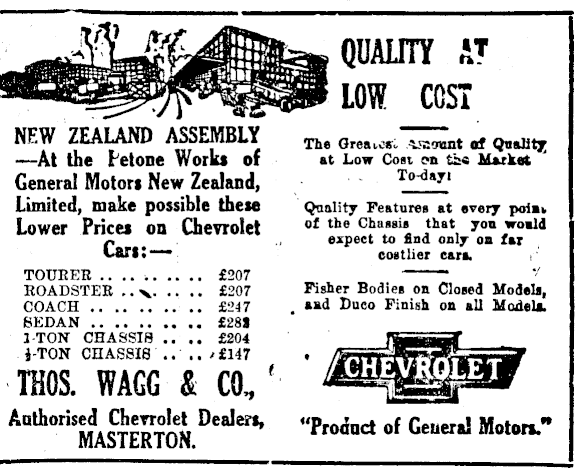 NEW ZEALAND ASSEMBLY
—At the Petone Works of
General Motors New Zealand,
Limited, make possible these
Lower Prices on Chevrolet
Cars:—
TOURER .. .. .. .. .. £207
ROADSTER .. .. .. .. £207
COACH .. .. .. .. .. £247
SEDAN .. .. .. .. .. £288
1-TON CHASSIS .. .. £204
½-TON CHASSIS .. .. £147
THOS. WAGG & CO.,
Authorised Chevrolet Dealers,
MASTERTON.
QUALITY AT
LOW COST
The Greatest Amount of Quality
at Low Cost on the Market
To-day!
Quality Features at every point
of the Chassis that you would
expect to find only on far
costlier cars.
Fisher Bodies on Closed Models,
and Duco Finish on all Models.
CHEVROLET
"Product of General Motors."